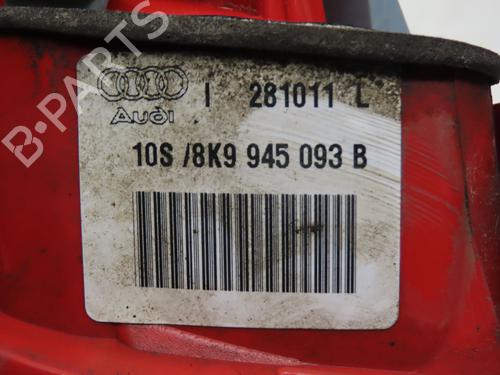 B-PARTS
I 281011 L
Audi
10S /8K9 945 093 B